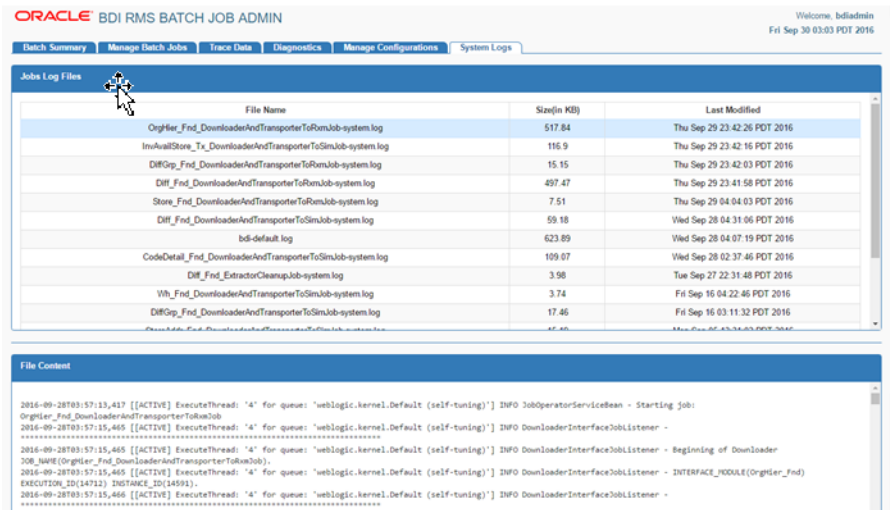 ORACLE® BDI RMS BATCH JOB ADMIN
Welcome, bdiadmin
Fri Sep 30 03:03 PDT 2016
Batch Summary Manage Batch Jobs Trace Data Diagnostics Manage Configurations System Logs
Jobs Log Files
File Name Size(in KB) Last Modified
OrgHier_Fnd_DownloaderAndTransporterToRxmJob-system.log 517.84 Thu Sep 29 23:42:26 PDT 2016
InvAvailStore_Tx_DownloaderAndTransporterToSimJob-system.log 116.9 Thu Sep 29 23:42:16 PDT 2016
DiffGrp_Fnd_DownloaderAndTransporterToRxmJob-system.log 15.15 Thu Sep 29 23:42:03 PDT 2016
Diff_Fnd_DownloaderAndTransporterToRxmJob-system.log 497.47 Thu Sep 29 23:41:58 PDT 2016
Store_Fnd_DownloaderAndTransporterToRxmJob-system.log 7.51 Thu Sep 29 04:04:03 PDT 2016
Diff_Fnd_DownloaderAndTransporterToSimJob-system.log 59.18 Wed Sep 28 04:31:06 PDT 2016
bdi-default.log 623.89 Wed Sep 28 04:07:19 PDT 2016
CodeDetail_Fnd_DownloaderAndTransporterToSimJob-system.log 109.07 Wed Sep 28 02:37:46 PDT 2016
Diff_Fnd_ExtractorCleanupJob-system.log 3.98 Tue Sep 27 22:31:48 PDT 2016
Wh_Fnd_DownloaderAndTransporterToSimJob-system.log 3.74 Fri Sep 16 04:22:46 PDT 2016
DiffGrp_Fnd_DownloaderAndTransporterToSimJob-system.log 17.46 Fri Sep 16 03:11:32 PDT 2016
File Content
2016-09-28T03:57:13,417 [[ACTIVE] ExecuteThread: '4' for queue: 'weblogic.kernel.Default (self-tuning)'] INFO JobOperatorServiceBean - Starting job:
OrgHier_Fnd_DownloaderAndTransporterToRxmJob
2016-09-28T03:57:15,465 [[ACTIVE] ExecuteThread: '4' for queue: 'weblogic.kernel.Default (self-tuning)'] INFO DownloaderInterfaceJobListener -
******************************************************************************
2016-09-28T03:57:15,465 [[ACTIVE] ExecuteThread: '4' for queue: 'weblogic.kernel.Default (self-tuning)'] INFO DownloaderInterfaceJobListener - Beginning of Downloader
JOB_NAME(OrgHier_Fnd_DownloaderAndTransporterToRxmJob).
2016-09-28T03:57:15,465 [[ACTIVE] ExecuteThread: '4' for queue: 'weblogic.kernel.Default (self-tuning)'] INFO DownloaderInterfaceJobListener - INTERFACE_MODULE(OrgHier_Fnd)
EXECUTION_ID(14712) INSTANCE_ID(14591).
2016-09-28T03:57:15,466 [[ACTIVE] ExecuteThread: '4' for queue: 'weblogic.kernel.Default (self-tuning)'] INFO DownloaderInterfaceJobListener -
******************************************************************************